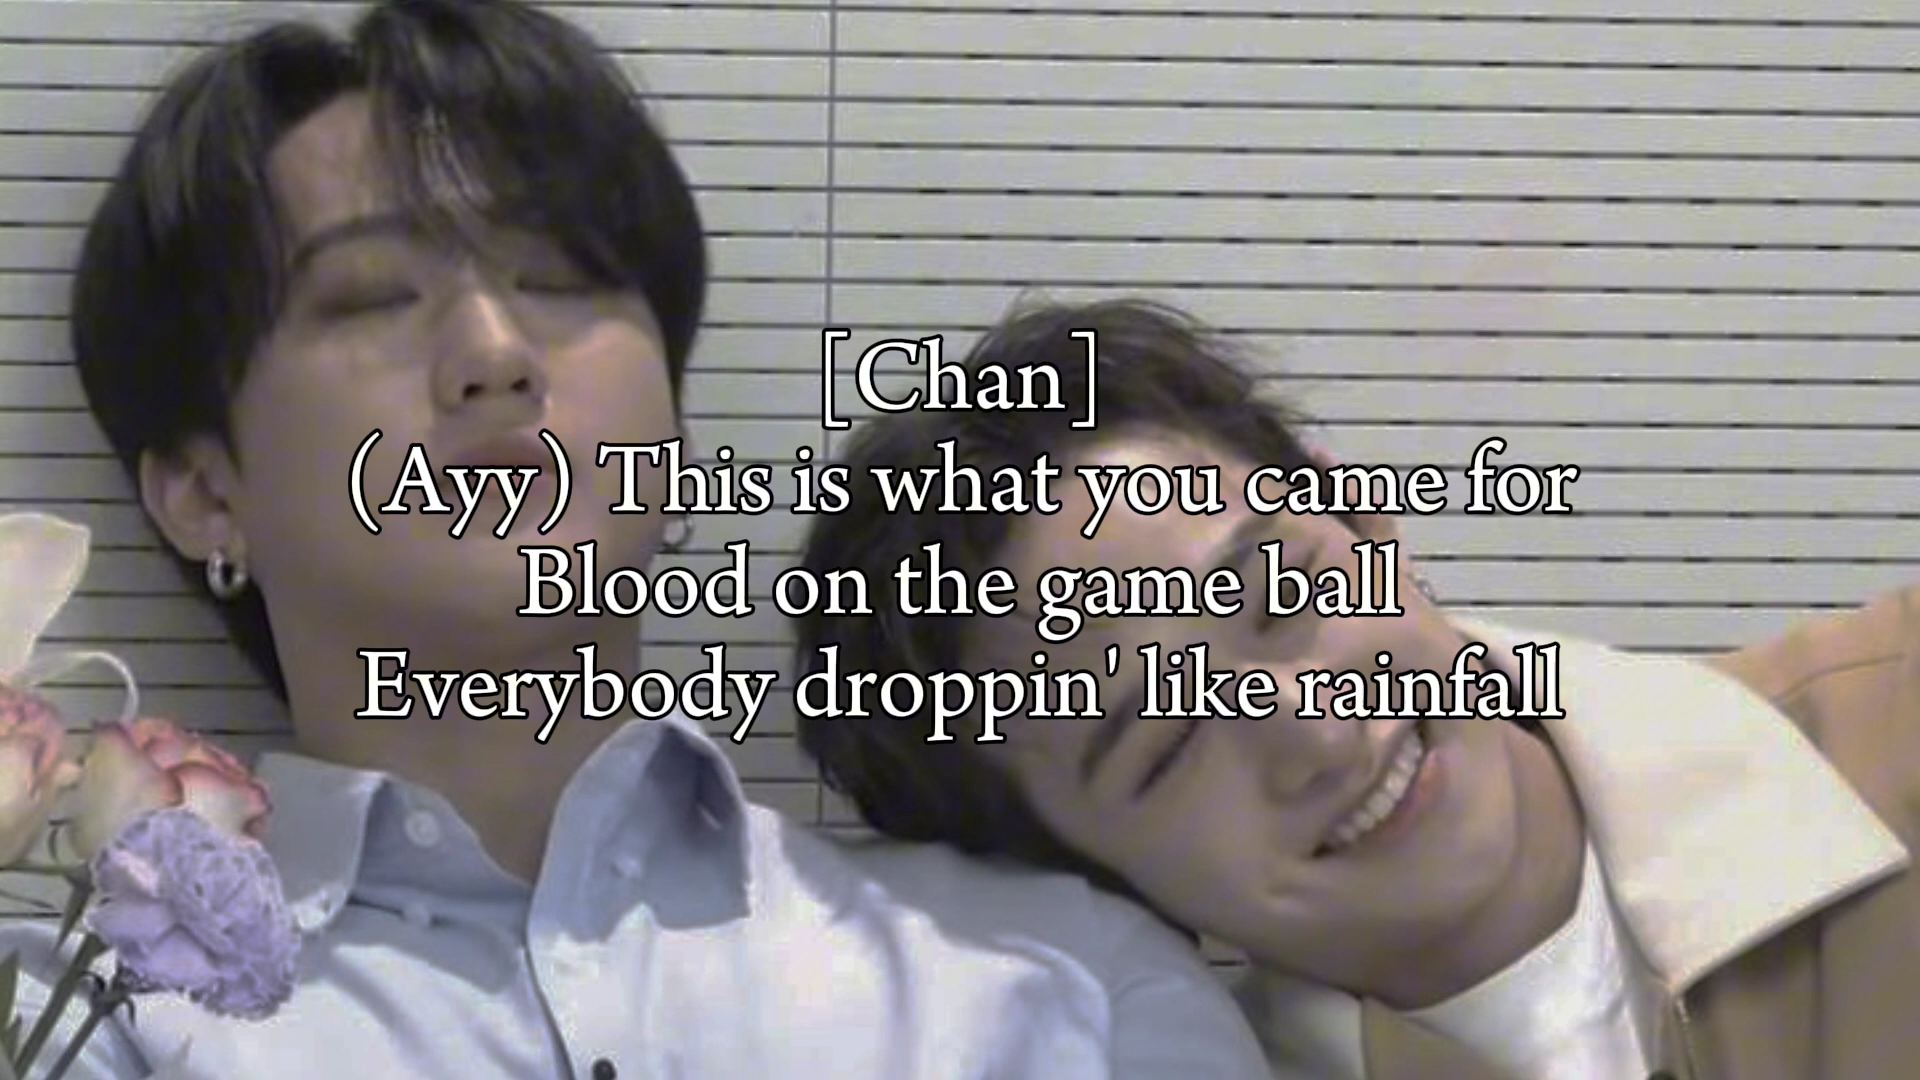 [Chan]
(Ayy) This is what you came for
Blood on the game ball
Everybody droppin' like rainfall